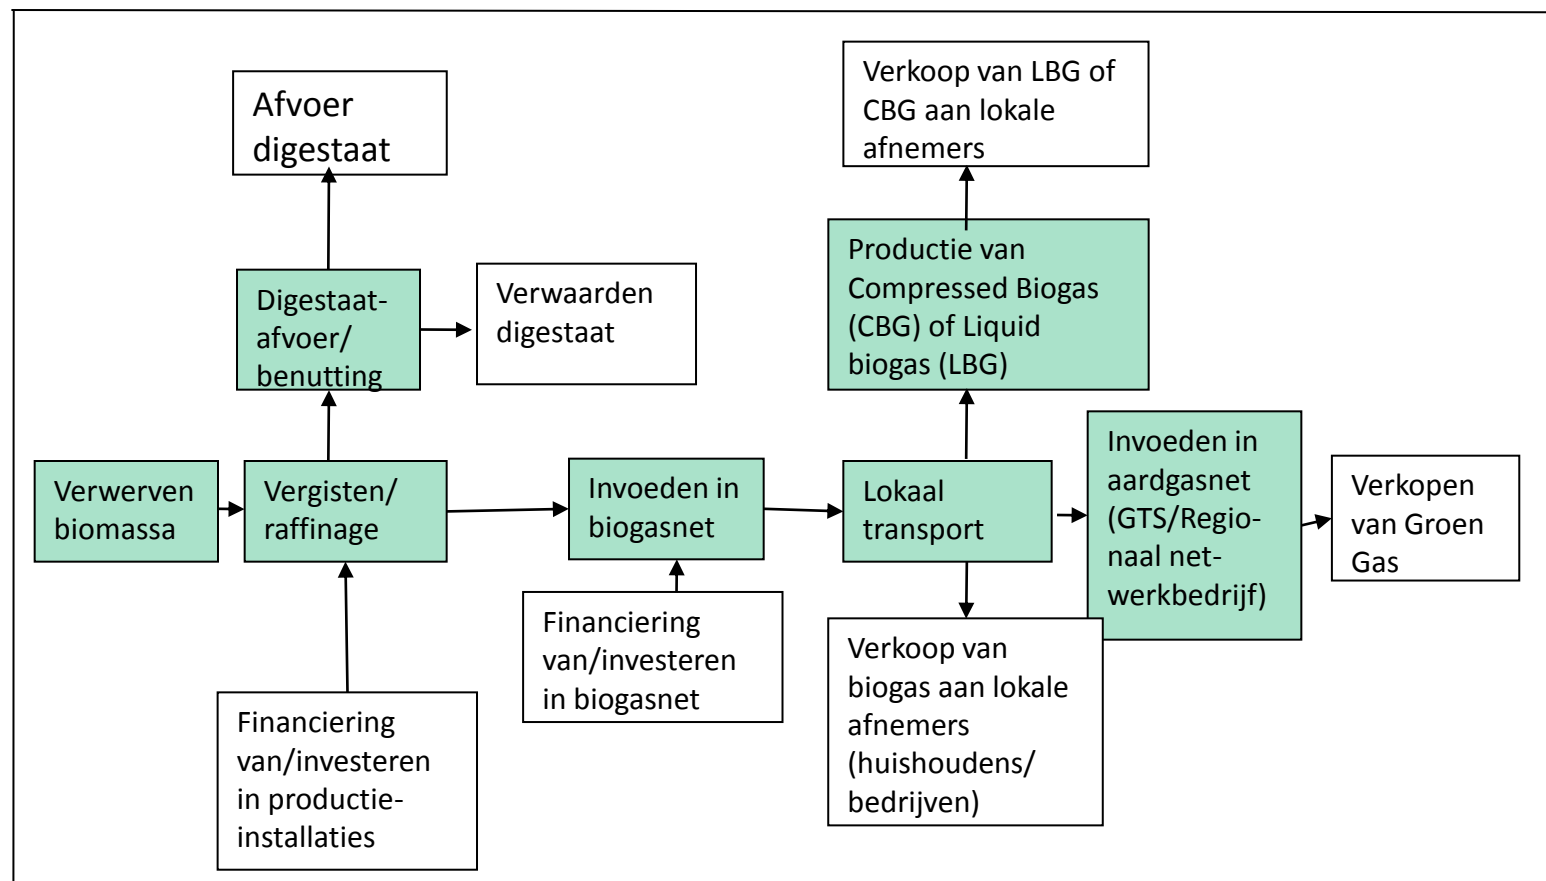 Afvoer
digestaat
Verkoop van LBG of
CBG aan lokale
afnemers
Digestaat-
afvoer/
benutting
Verwaarden
digestaat
Productie van
Compressed Biogas
(CBG) of Liquid
biogas (LBG)
Verwerven
biomassa
Vergisten/
raffinage
Invoeden in
biogasnet
Lokaal
transport
Invoeden in
aardgasnet
(GTS/Regio-
naal net-
werkbedrijf)
Verkopen
van Groen
Gas
Financiering
van/investeren
in productie-
installaties
Financiering
van/investeren
in biogasnet
Verkoop van
biogas aan lokale
afnemers
(huishoudens/
bedrijven)